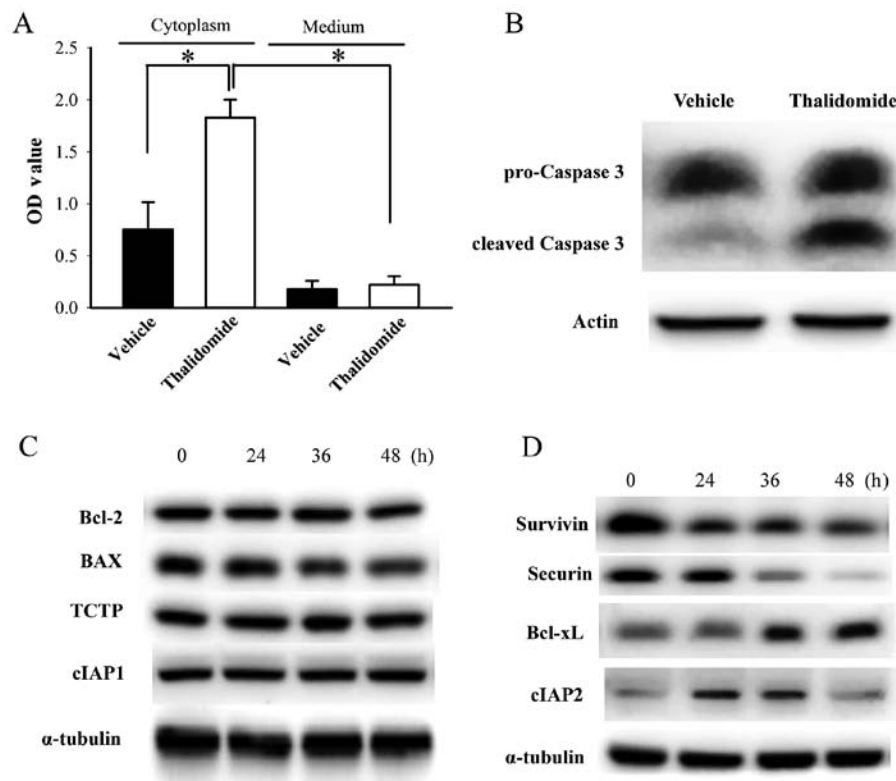 A
Cytoplasm Medium
* *
OD value
2.5
2.0
1.5
1.0
0.5
0.0
Vehicle
Thalidomide
Vehicle
Thalidomide
B
Vehicle Thalidomide
pro-Caspase 3
cleaved Caspase 3
Actin
C
0 24 36 48 (h)
Bcl-2
BAX
TCTP
cIAP1
α-tubulin
D
0 24 36 48 (h)
Survivin
Securin
Bcl-xL
cIAP2
α-tubulin